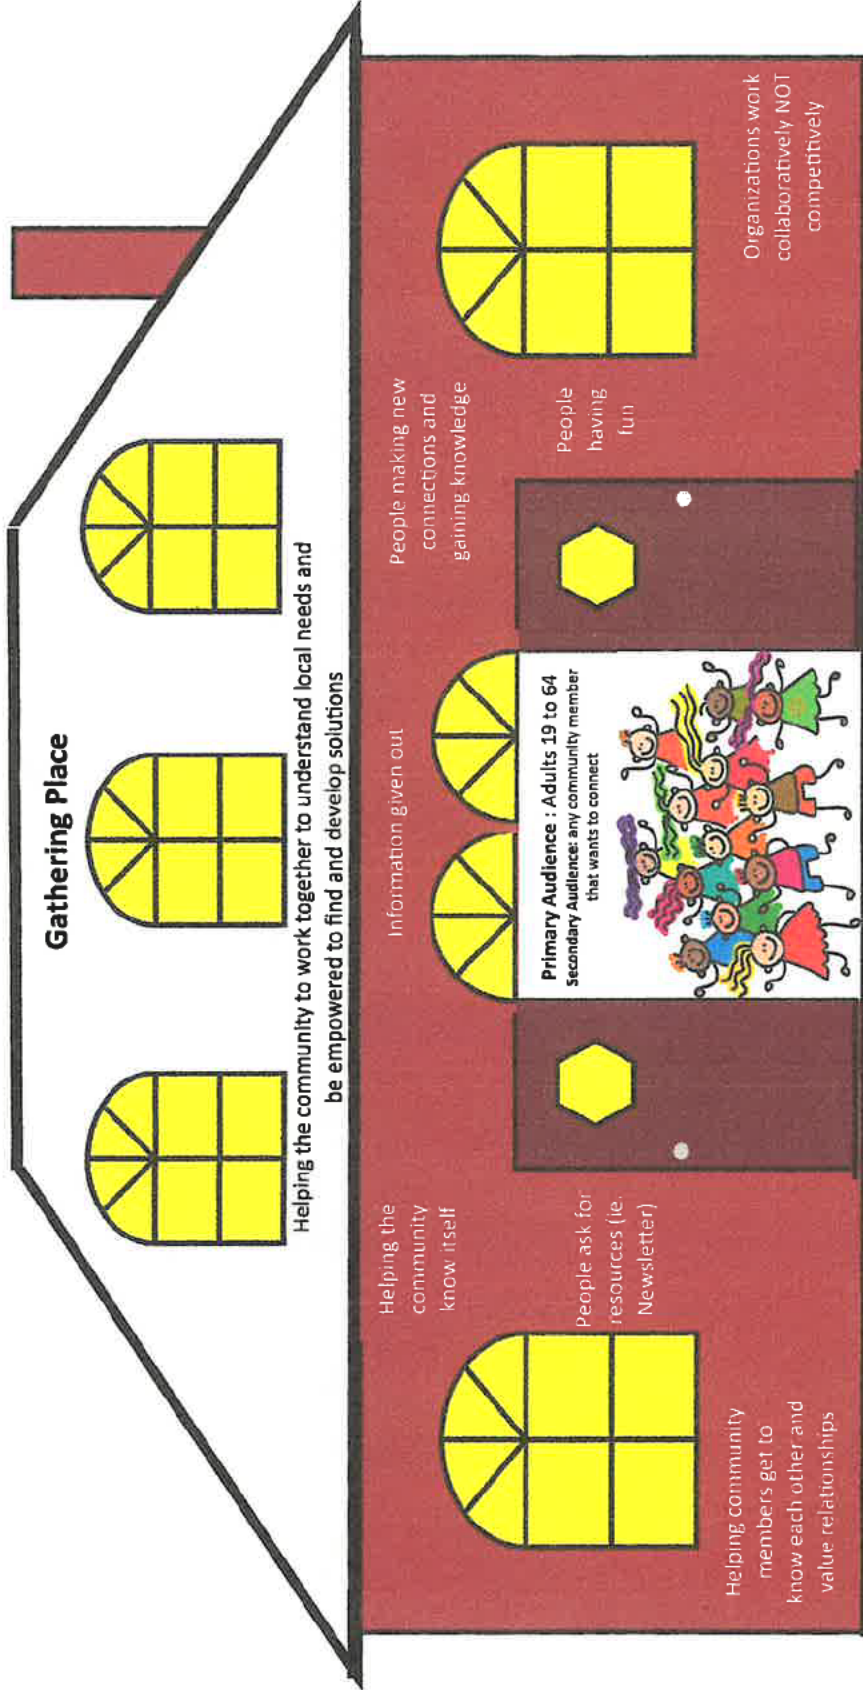 Gathering Place
Helping the community to work together to understand local needs and
be empowered to find and develop solutions
Helping the
community
know itself
Information given out
People making new
connections and
gaining knowledge
People ask for
resources (ie.
Newsletter)
Primary Audience : Adults 19 to 64
Secondary Audience: any community member
that wants to connect
People
having
fun
Helping community
members get to
know each other and
value relationships
Organizations work
collaboratively NOT
competitively